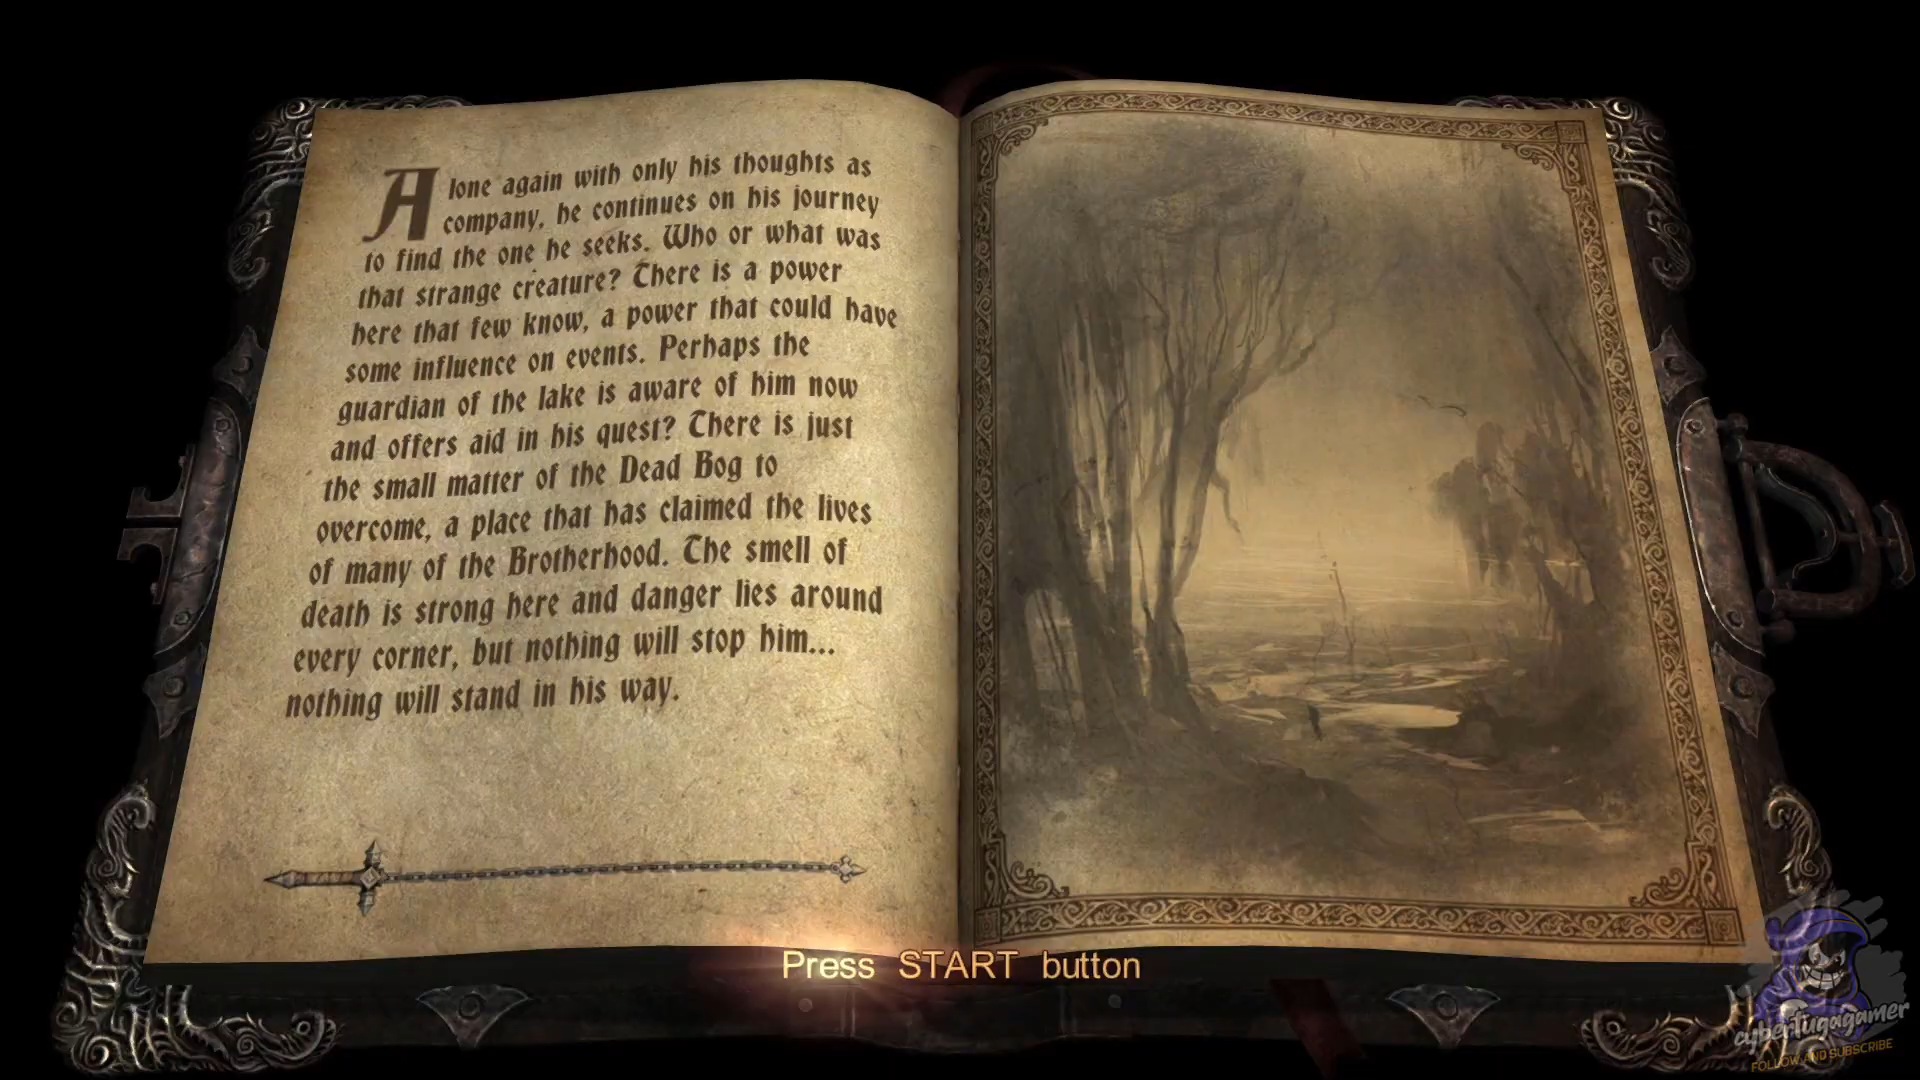 Alone again with only his thoughts as
company, he continues on his journey
to find the one he seeks. Who or what was
that strange creature? There is a power
here that few know, a power that could have
some influence on events. Perhaps the
guardian of the lake is aware of him now
and offers aid in his quest? There is just
the small matter of the Dead Bog to
overcome, a place that has claimed the lives
of many of the Brotherhood. The smell of
death is strong here and danger lies around
every corner, but nothing will stop him...
nothing will stand in his way.
Press START button
cybertugagamer
FOLLOW AND SUBSCRIBE